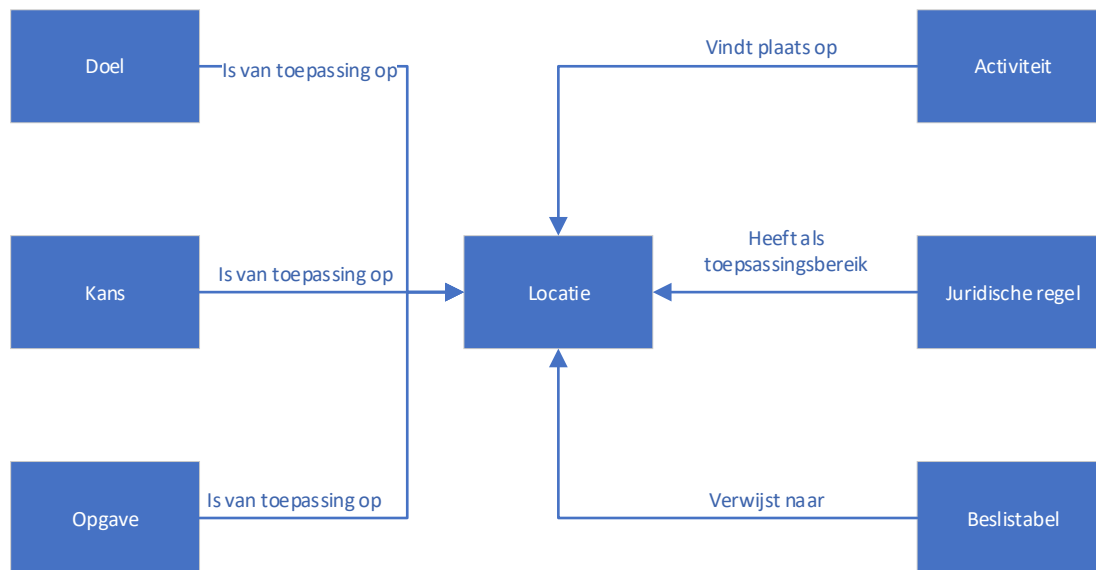 Doel
Is van toepassing op
Vindt plaats op
Activiteit
Kans
Is van toepassing op
Locatie
Heeft als
toepsassingsbereik
Juridische regel
Opgave
Is van toepassing op
Verwijst naar
Beslistabel